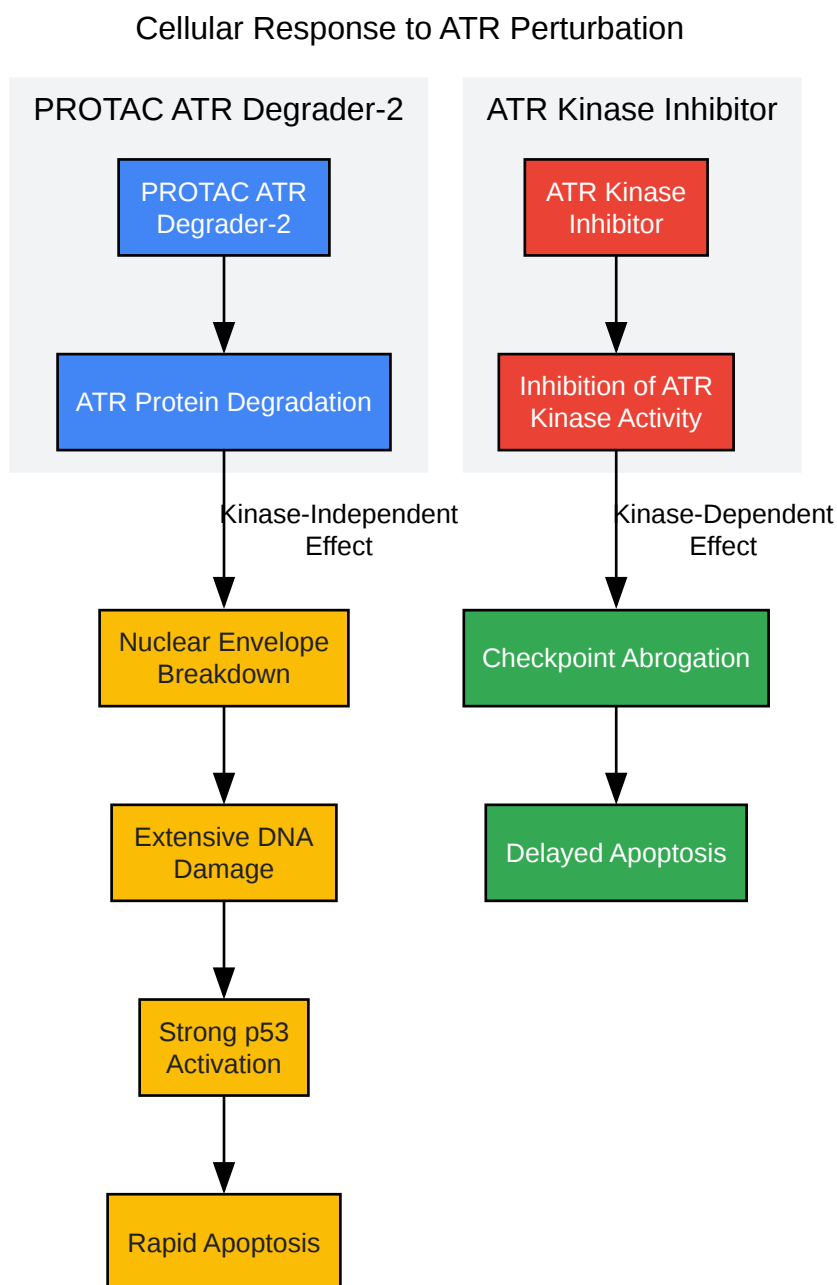 Cellular Response to ATR Perturbation
PROTAC ATR Degrader-2
PROTAC ATR
Degrader-2
ATR Protein Degradation
Kinase-Independent
Effect
Nuclear Envelope
Breakdown
Extensive DNA
Damage
Strong p53
Activation
Rapid Apoptosis
ATR Kinase Inhibitor
ATR Kinase
Inhibitor
Inhibition of ATR
Kinase Activity
Kinase-Dependent
Effect
Checkpoint Abrogation
Delayed Apoptosis